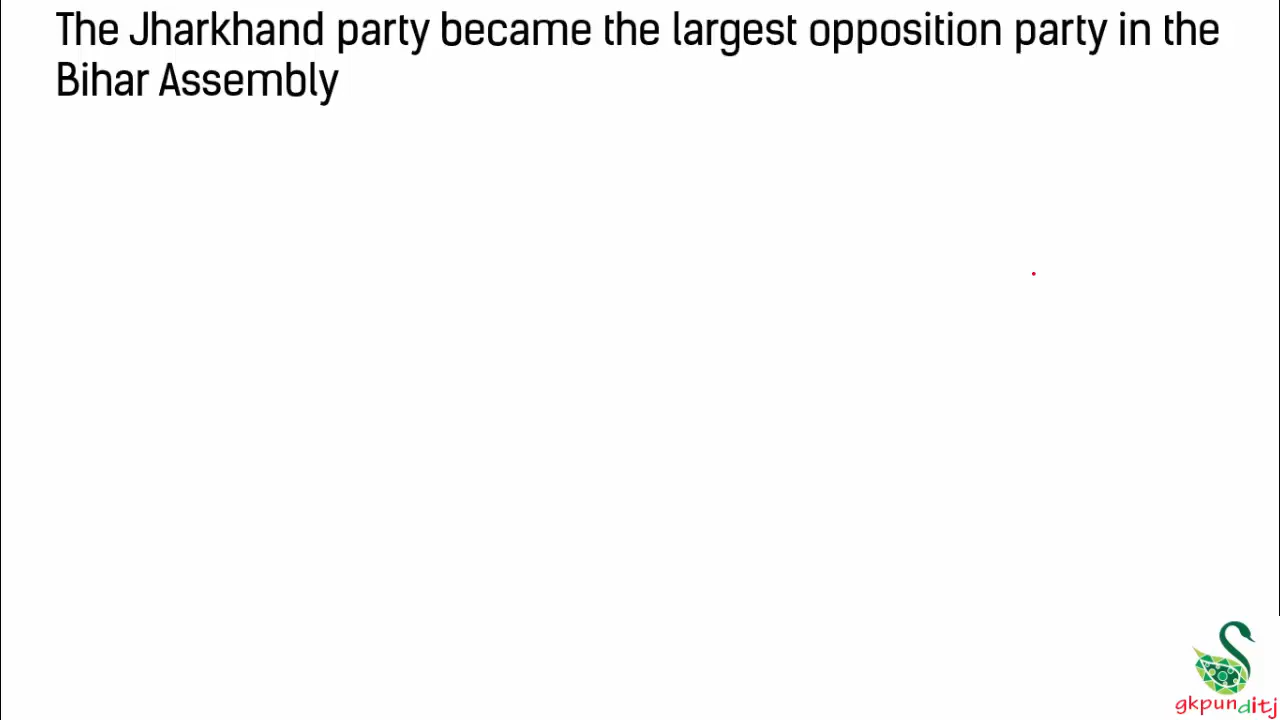 The Jharkhand party became the largest opposition party in the
Bihar Assembly
gkpunditj